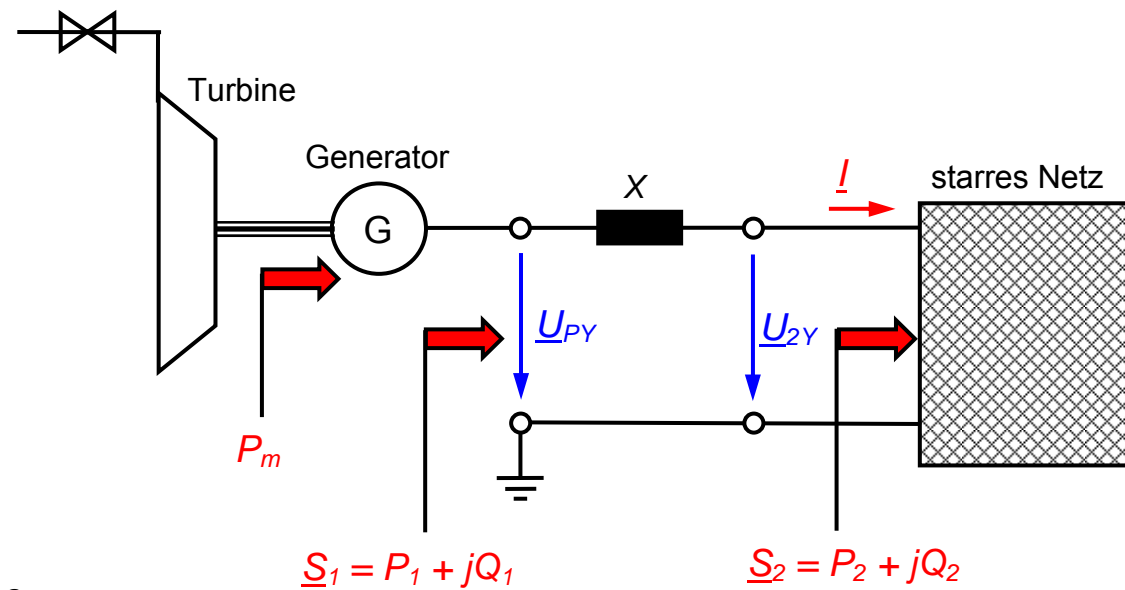 Turbine
Generator
G
X
I
starres Netz
U_PY
U_2Y
P_m
S_1 = P_1 + jQ_1
S_2 = P_2 + jQ_2